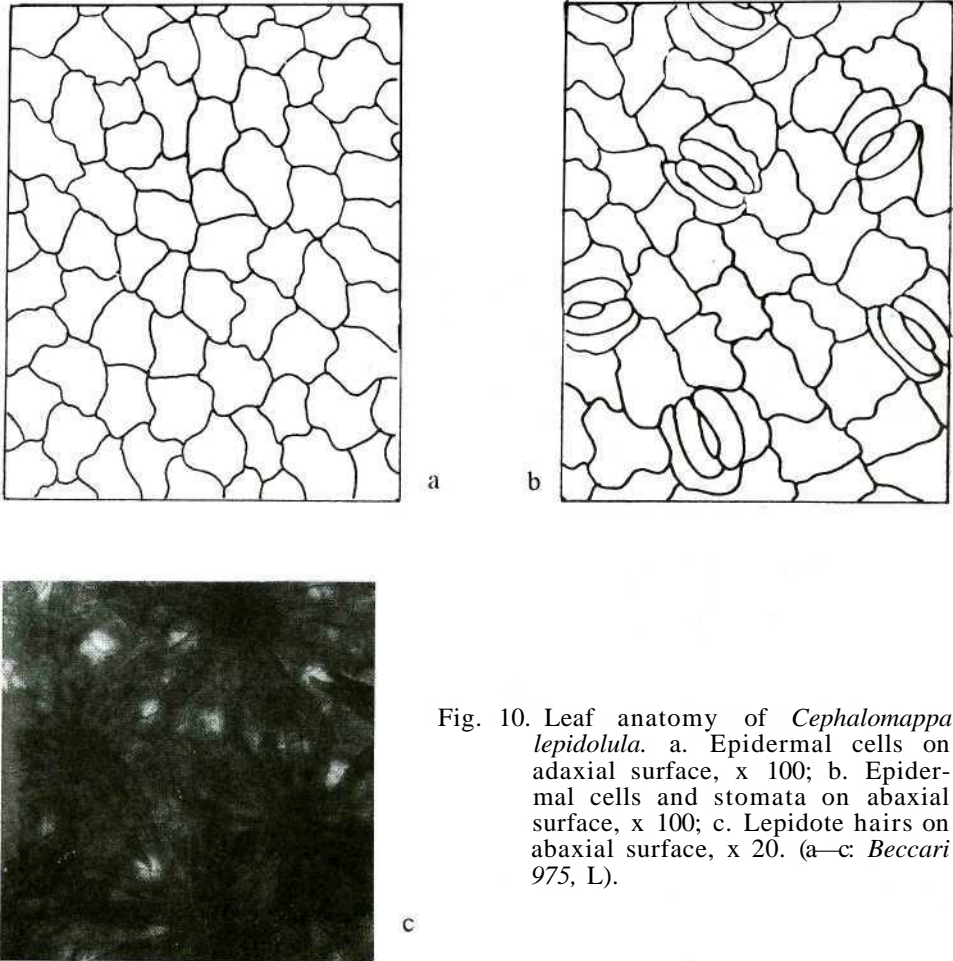 a
b
c
Fig. 10. Leaf anatomy of Cephalomappa
lepidolula. a. Epidermal cells on
adaxial surface, x 100; b. Epider-
mal cells and stomata on abaxial
surface, x 100; c. Lepidote hairs on
abaxial surface, x 20. (a—c: Beccari
975, L).